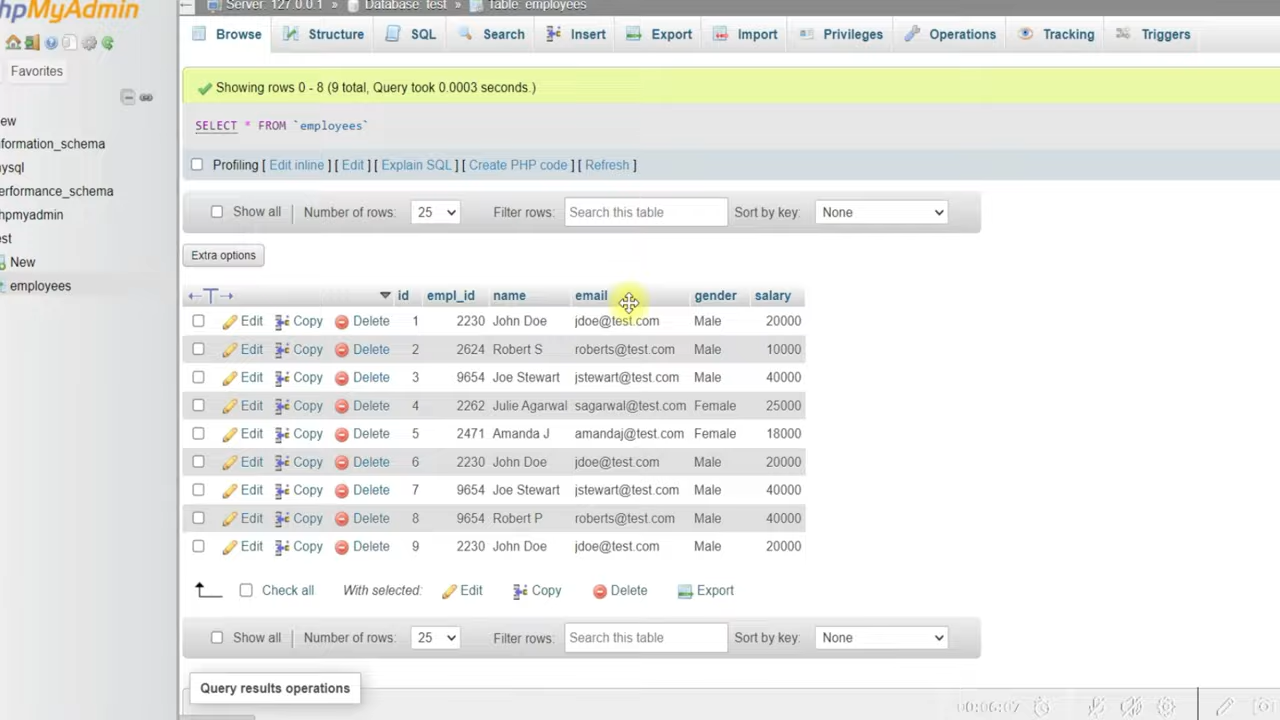 hpMyAdmin
Server: 127.0.0.1 » Database: test » Table: employees
Browse Structure SQL Search Insert Export Import Privileges Operations Tracking Triggers
Favorites
Showing rows 0 - 8 (9 total, Query took 0.0003 seconds.)
ew
SELECT * FROM `employees`
formation_schema
ysql
Profiling [ Edit inline ] [ Edit ] [ Explain SQL ] [ Create PHP code ] [ Refresh ]
erformance_schema
hpmyadmin
Show all Number of rows: 25 Filter rows: Search this table Sort by key: None
est
New
Extra options
employees
id empl_id name email gender salary
Edit Copy Delete 1 2230 John Doe jdoe@test.com Male 20000
Edit Copy Delete 2 2624 Robert S roberts@test.com Male 10000
Edit Copy Delete 3 9654 Joe Stewart jstewart@test.com Male 40000
Edit Copy Delete 4 2262 Julie Agarwal sagarwal@test.com Female 25000
Edit Copy Delete 5 2471 Amanda J amandaj@test.com Female 18000
Edit Copy Delete 6 2230 John Doe jdoe@test.com Male 20000
Edit Copy Delete 7 9654 Joe Stewart jstewart@test.com Male 40000
Edit Copy Delete 8 9654 Robert P roberts@test.com Male 40000
Edit Copy Delete 9 2230 John Doe jdoe@test.com Male 20000
Check all With selected: Edit Copy Delete Export
Show all Number of rows: 25 Filter rows: Search this table Sort by key: None
Query results operations
00:06:07